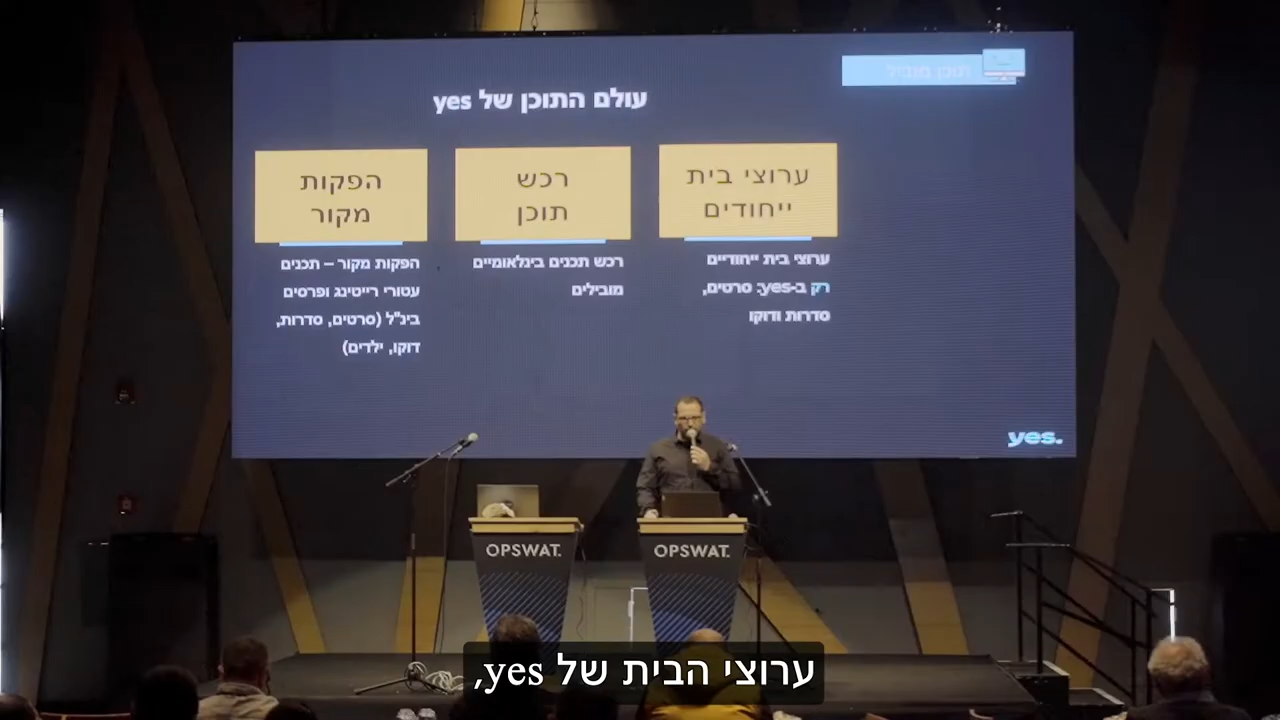 תוכן מוביל
עולם התוכן של yes
ערוצי בית
ייחודים
ערוצי בית ייחודיים
רק ב-yes: סרטים,
סדרות ודוקו
רכש
תוכן
רכש תכנים בינלאומיים
מובילים
הפקות
מקור
הפקות מקור – תכנים
עטורי רייטינג ופרסים
בינ"ל (סרטים, סדרות,
דוקו, ילדים)
yes.
OPSWAT.
OPSWAT.
ערוצי הבית של yes,